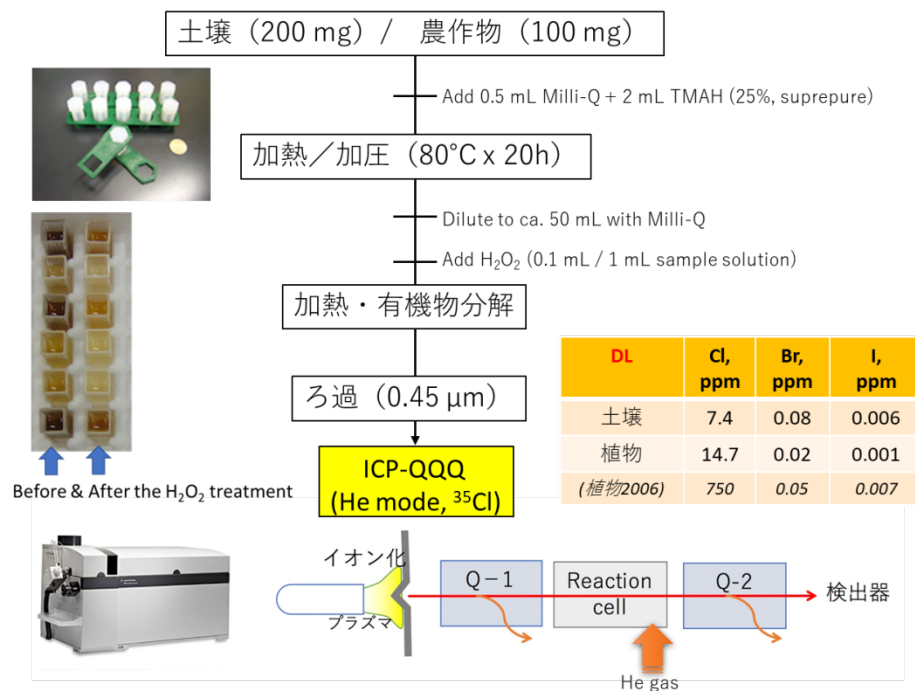 土壌（200 mg）/ 農作物（100 mg）
Add 0.5 mL Milli-Q + 2 mL TMAH (25%, suprepure)
加熱／加圧（80°C x 20h）
Dilute to ca. 50 mL with Milli-Q
Add H₂O₂ (0.1 mL / 1 mL sample solution)
加熱・有機物分解
ろ過（0.45 μm）
ICP-QQQ
(He mode, ³⁵Cl)
Before & After the H₂O₂ treatment
DL Cl, ppm Br, ppm I, ppm
土壌 7.4 0.08 0.006
植物 14.7 0.02 0.001
(植物2006) 750 0.05 0.007
イオン化
プラズマ
Q－1
Reaction
cell
Q-2
検出器
He gas